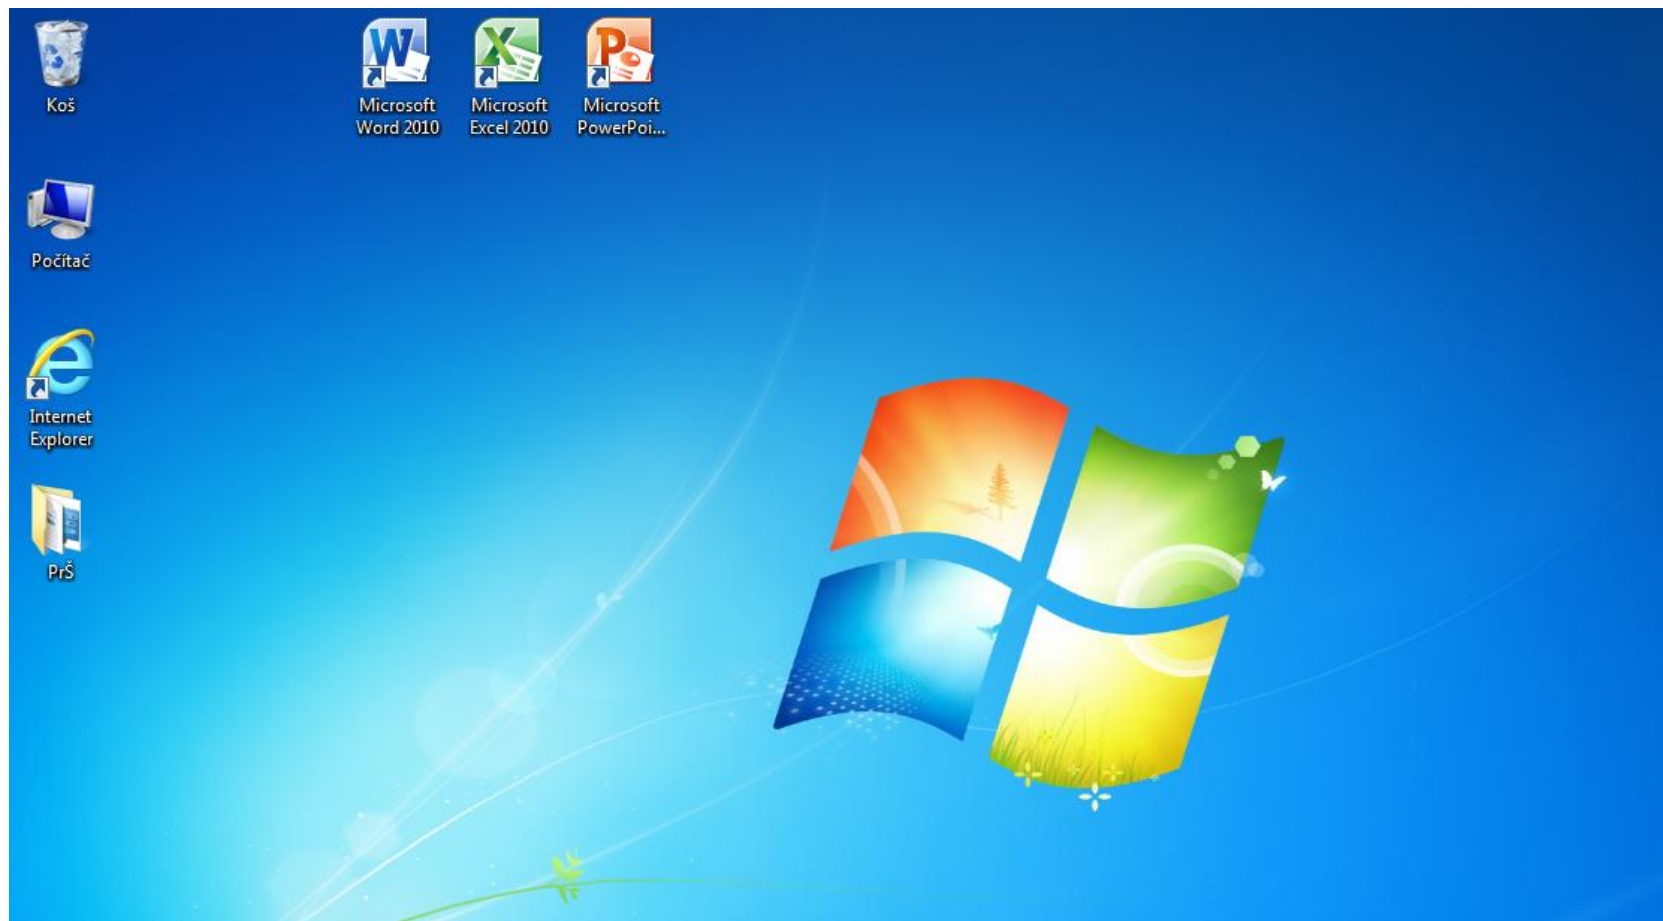 Koš
Microsoft
Word 2010
Microsoft
Excel 2010
Microsoft
PowerPoi...
Počítač
Internet
Explorer
PrŠ